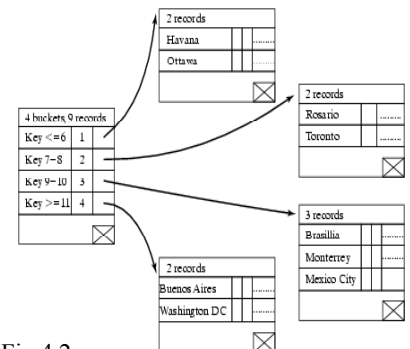 2 records
Havana
Ottawa
2 records
Rosario
Toronto
4 buckets, 9 records
Key <=6 1
Key 7-8 2
Key 9-10 3
Key >=11 4
3 records
Brasillia
Monterrey
Mexico City
2 records
Buenos Aires
Washington DC
Fig 4.2